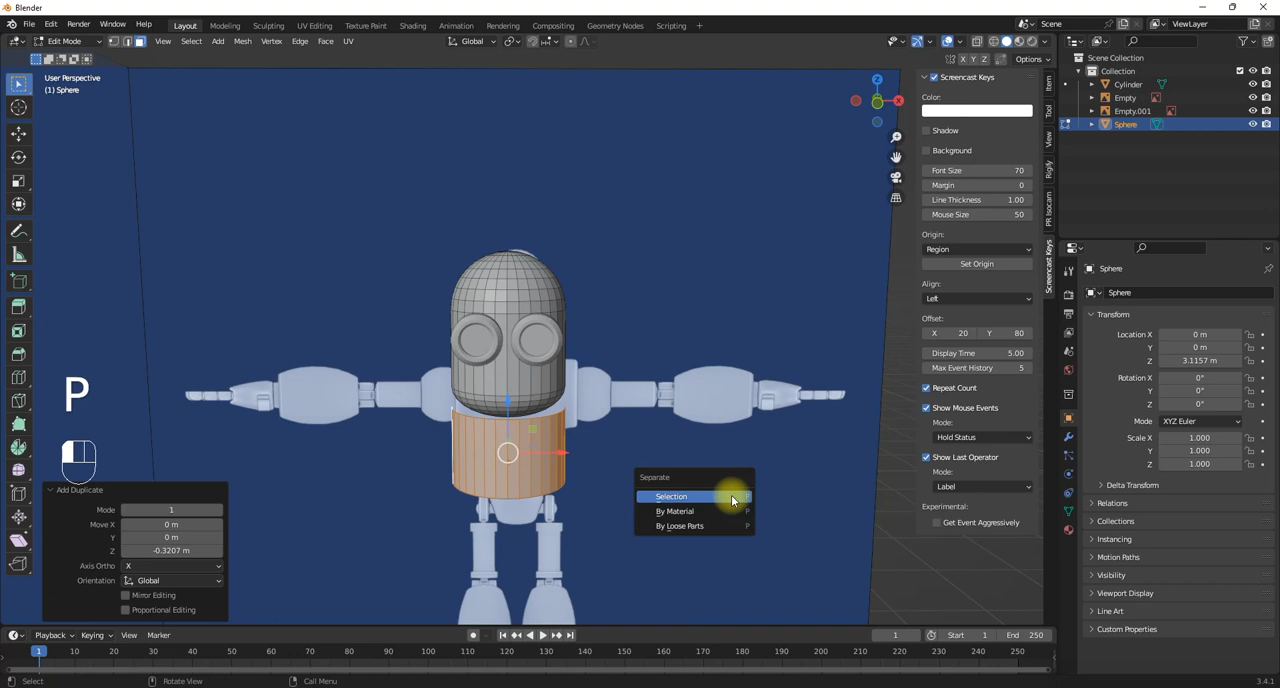 Blender
File Edit Render Window Help
Layout Modeling Sculpting UV Editing Texture Paint Shading Animation Rendering Compositing Geometry Nodes Scripting +
Scene ViewLayer
Edit Mode View Select Add Mesh Vertex Edge Face UV Global
X Y Z Options
User Perspective
(1) Sphere
Z
X
Screencast Keys
Color:
Shadow
Background
Font Size 70
Margin 0
Line Thickness 1.00
Mouse Size 50
Origin:
Region
Set Origin
Align:
Left
Offset:
X 20 Y 80
Display Time 5.00
Max Event History 5
Repeat Count
Show Mouse Events
Mode:
Hold Status
Show Last Operator
Mode:
Label
Experimental:
Get Event Aggressively
Item
Tool
View
Rigify
PR Isocam
Screencast Keys
Scene Collection
Collection
Cylinder
Empty
Empty.001
Sphere
Sphere
Sphere
Transform
Location X 0 m
Y 0 m
Z 3.1157 m
Rotation X 0°
Y 0°
Z 0°
Mode XYZ Euler
Scale X 1.000
Y 1.000
Z 1.000
Delta Transform
Relations
Collections
Instancing
Motion Paths
Visibility
Viewport Display
Line Art
Custom Properties
P
Separate
Selection P
By Material P
By Loose Parts P
Add Duplicate
Mode 1
Move X 0 m
Y 0 m
Z -0.3207 m
Axis Ortho X
Orientation Global
Mirror Editing
Proportional Editing
Playback Keying View Marker
1 Start 1 End 250
1 10 20 30 40 50 60 70 80 90 100 110 120 130 140 150 160 170 180 190 200 210 220 230 240 250
Select Rotate View Call Menu 3.4.1